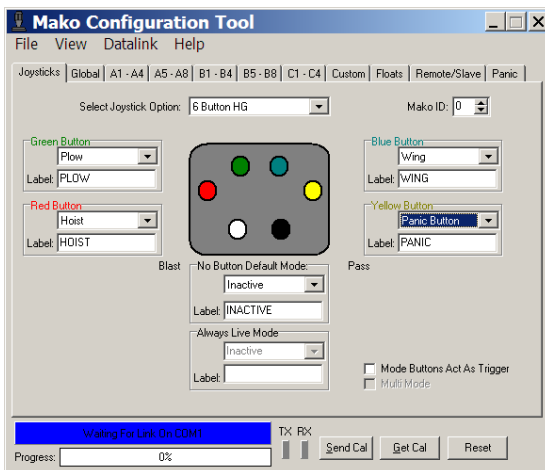 Mako Configuration Tool
File View Datalink Help
Joysticks Global A1 - A4 A5 - A8 B1 - B4 B5 - B8 C1 - C4 Custom Floats Remote/Slave Panic
Select Joystick Option: 6 Button HG Mako ID: 0
Green Button
Plow
Label: PLOW
Blue Button
Wing
Label: WING
Red Button
Hoist
Label: HOIST
Yellow Button
Panic Button
Label: PANIC
Blast No Button Default Mode: Pass
Inactive
Label: INACTIVE
Always Live Mode
Inactive
Label:
Mode Buttons Act As Trigger
Multi Mode
Waiting For Link On COM1 TX RX
Send Cal Get Cal Reset
Progress: 0%